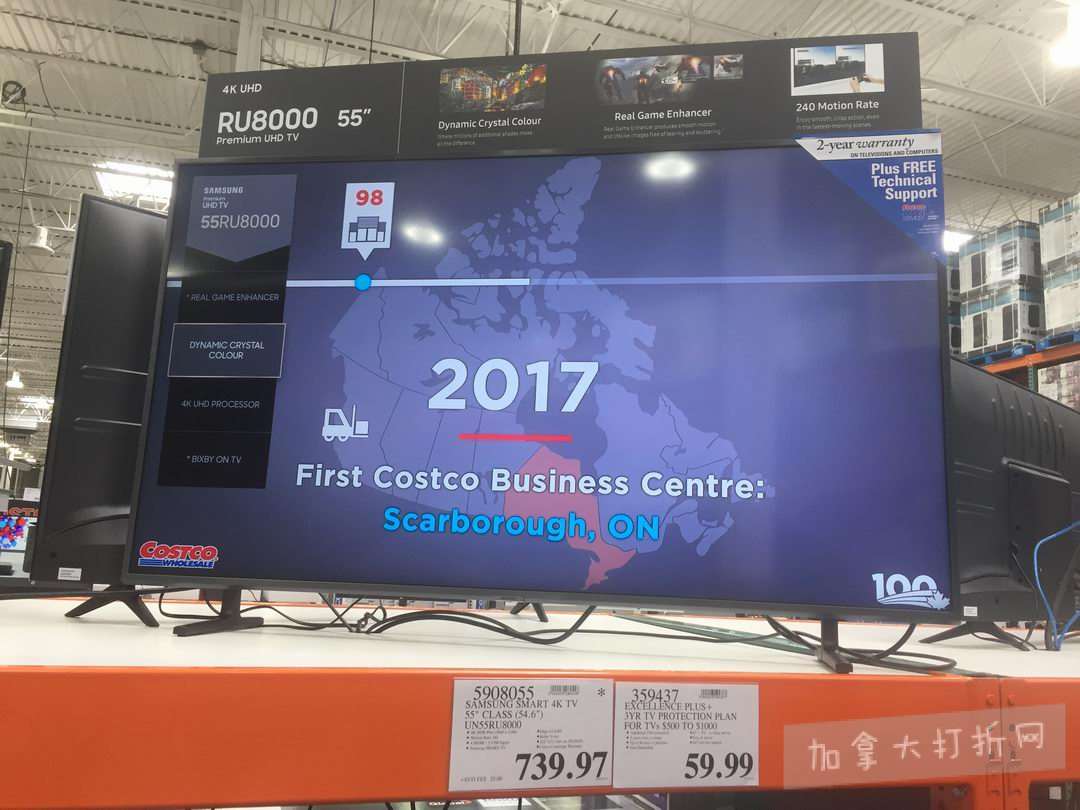 4K UHD
RU8000 55”
Premium UHD TV
Dynamic Crystal Colour
Real Game Enhancer
240 Motion Rate
2-year warranty
ON TELEVISIONS AND COMPUTERS
Plus FREE
Technical
Support
SAMSUNG
Premium
UHD TV
55RU8000
98
* REAL GAME ENHANCER
DYNAMIC CRYSTAL
COLOUR
4K UHD PROCESSOR
* BIXBY ON TV
2017
First Costco Business Centre:
Scarborough, ON
COSTCO
WHOLESALE
100
5908055 *
SAMSUNG SMART 4K TV
55" CLASS (54.6")
UN55RU8000
739.97
359437
EXCELLENCE PLUS+
3YR TV PROTECTION PLAN
FOR TVs $500 TO $1000
59.99
加拿大打折网